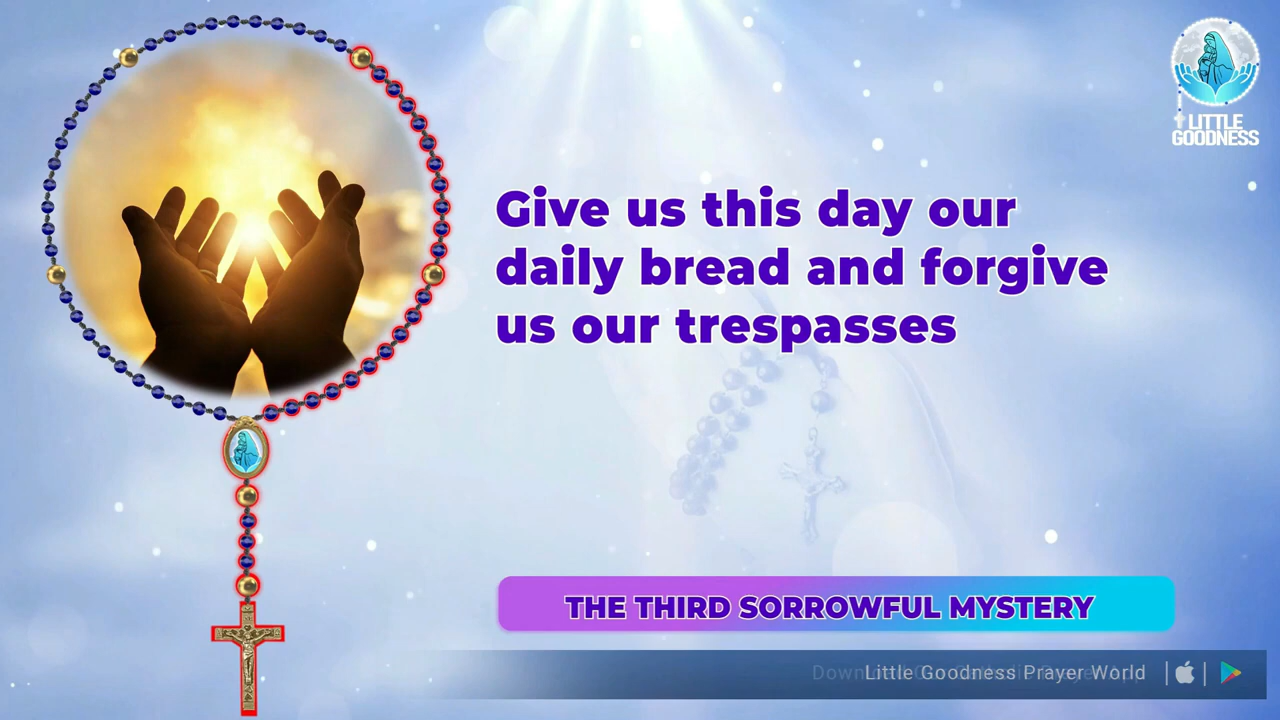 LITTLE
GOODNESS
Give us this day our
daily bread and forgive
us our trespasses
THE THIRD SORROWFUL MYSTERY
Little Goodness Prayer World